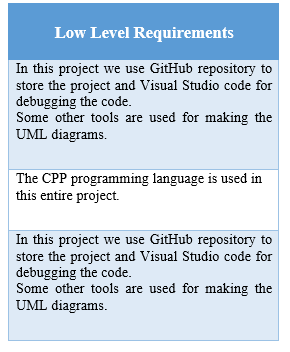 Low Level Requirements
In this project we use GitHub repository to
store the project and Visual Studio code for
debugging the code.
Some other tools are used for making the
UML diagrams.
The CPP programming language is used in
this entire project.
In this project we use GitHub repository to
store the project and Visual Studio code for
debugging the code.
Some other tools are used for making the
UML diagrams.